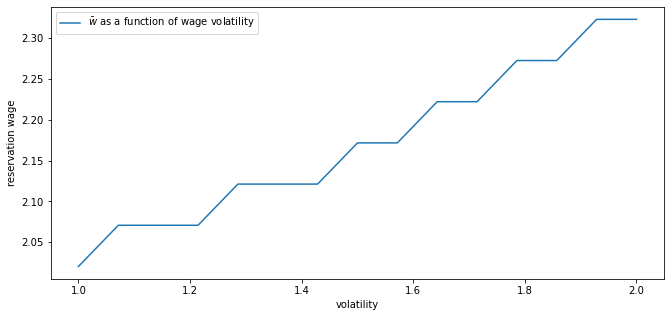 w̄ as a function of wage volatility
2.30
2.25
2.20
2.15
2.10
2.05
reservation wage
1.0 1.2 1.4 1.6 1.8 2.0
volatility